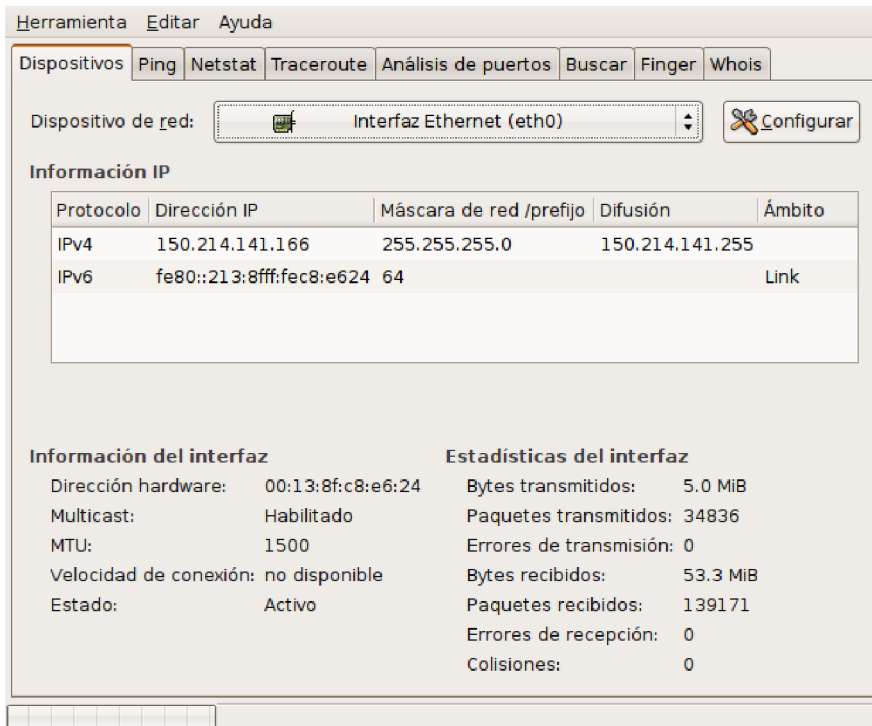 Herramienta Editar Ayuda
Dispositivos Ping Netstat Traceroute Análisis de puertos Buscar Finger Whois
Dispositivo de red: Interfaz Ethernet (eth0) Configurar
Información IP
Protocolo Dirección IP Máscara de red /prefijo Difusión Ámbito
IPv4 150.214.141.166 255.255.255.0 150.214.141.255
IPv6 fe80::213:8fff:fec8:e624 64 Link
Información del interfaz
Dirección hardware: 00:13:8f:c8:e6:24
Multicast: Habilitado
MTU: 1500
Velocidad de conexión: no disponible
Estado: Activo
Estadísticas del interfaz
Bytes transmitidos: 5.0 MiB
Paquetes transmitidos: 34836
Errores de transmisión: 0
Bytes recibidos: 53.3 MiB
Paquetes recibidos: 139171
Errores de recepción: 0
Colisiones: 0